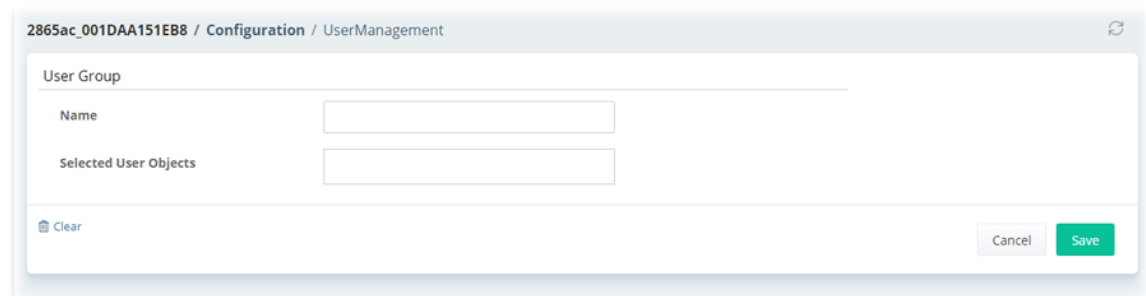 2865ac_001DAA151EB8 / Configuration / UserManagement
User Group
Name
Selected User Objects
Clear
Cancel
Save